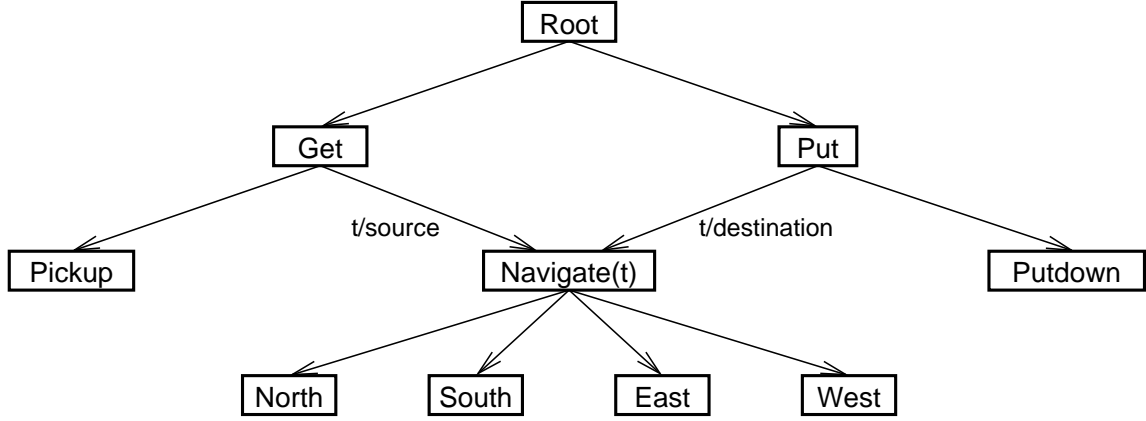 Root
Get
Put
t/source
t/destination
Pickup
Navigate(t)
Putdown
North
South
East
West